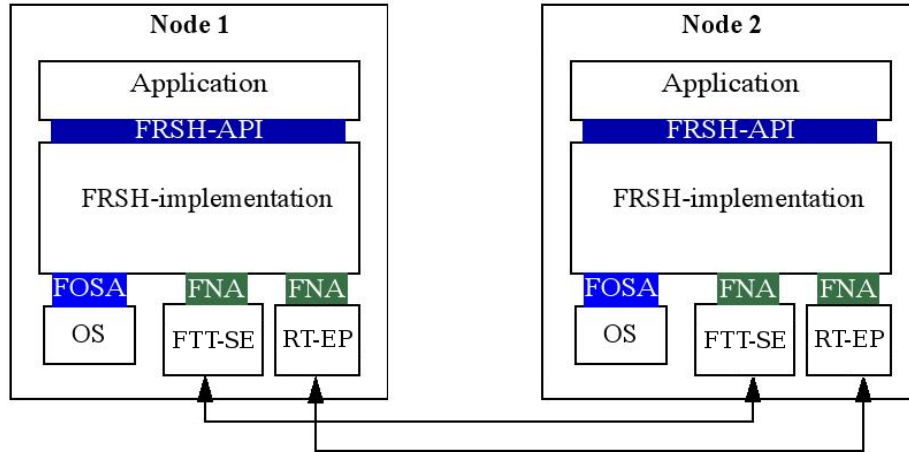 Node 1
Application
FRSH-API
FRSH-implementation
FOSA
FNA
FNA
OS
FTT-SE
RT-EP
Node 2
Application
FRSH-API
FRSH-implementation
FOSA
FNA
FNA
OS
FTT-SE
RT-EP